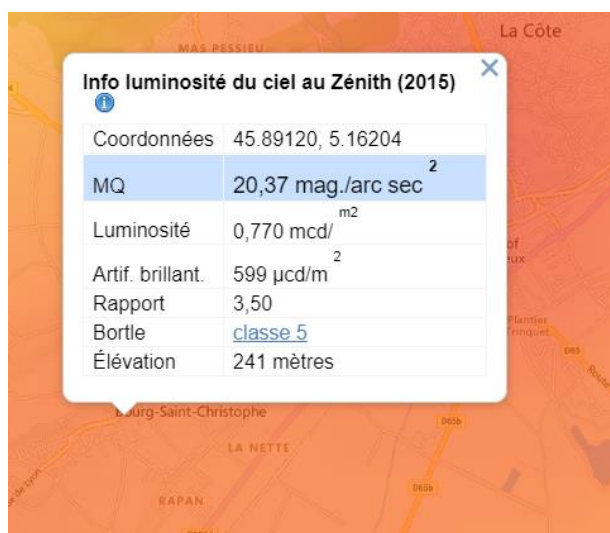 La Côte
MAS PESSIEU
Info luminosité du ciel au Zénith (2015)
Coordonnées 45.89120, 5.16204
MQ 20,37 mag./arc sec 2
Luminosité 0,770 mcd/ m2
Artif. brillant. 599 µcd/m 2
Rapport 3,50
Bortle classe 5
Élévation 241 mètres
Plantier
Trinquet
D65
Route
Bourg-Saint-Christophe
D65b
LA NETTE
D65b
RAPAN